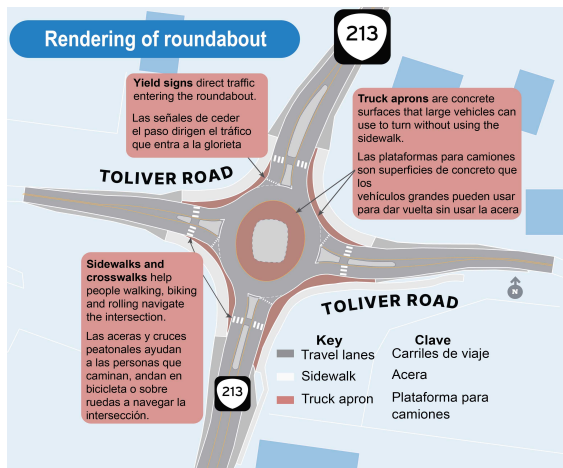 Rendering of roundabout
213
Yield signs direct traffic
entering the roundabout.
Las señales de ceder
el paso dirigen el tráfico
que entra a la glorieta
Truck aprons are concrete
surfaces that large vehicles can
use to turn without using the
sidewalk.
Las plataformas para camiones
son superficies de concreto que
los
vehículos grandes pueden usar
para dar vuelta sin usar la acera
TOLIVER ROAD
Sidewalks and
crosswalks help
people walking, biking
and rolling navigate
the intersection.
Las aceras y cruces
peatonales ayudan
a las personas que
caminan, andan en
bicicleta o sobre
ruedas a navegar la
intersección.
N
TOLIVER ROAD
213
Key
Travel lanes
Sidewalk
Truck apron
Clave
Carriles de viaje
Acera
Plataforma para
camiones